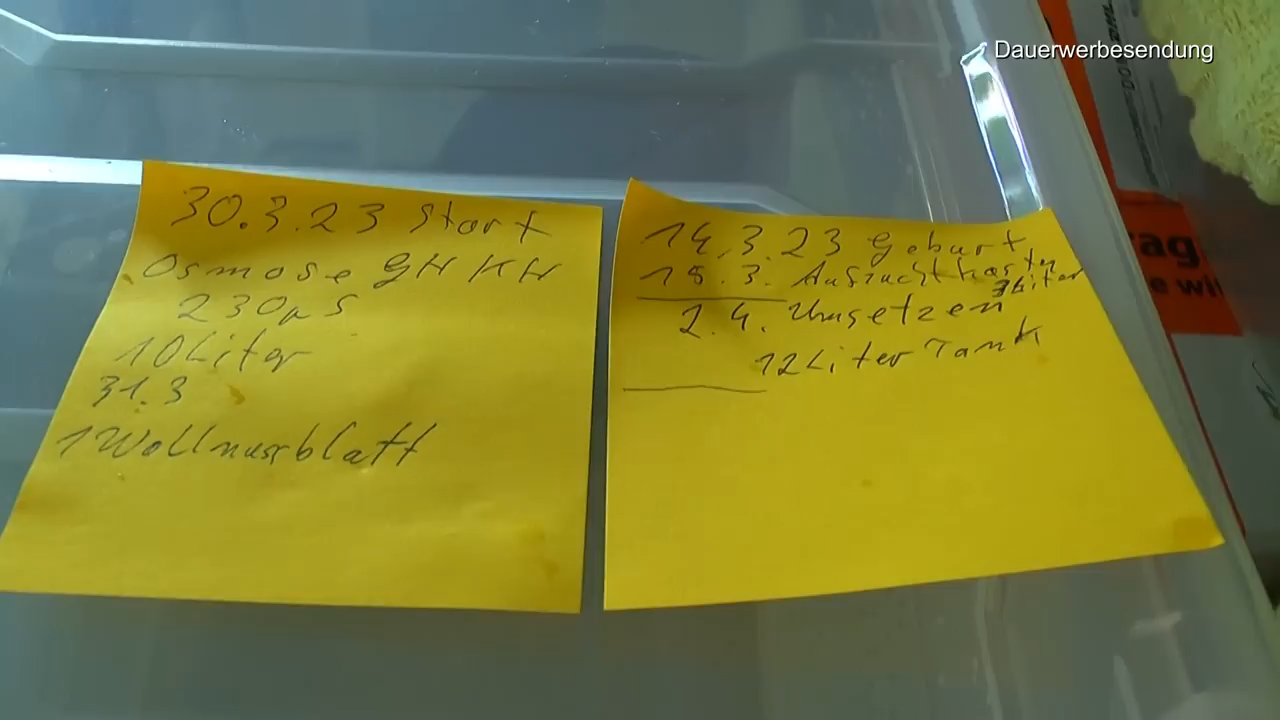 Dauerwerbesendung
30.3.23 Start
Osmose GH KH
230µS
10Liter
31.3
1 Wollnussblatt
14.3.23 Geburt
15.3. Aufzuchtkasten
3Liter
2.4. Umsetzen
12Liter Tank